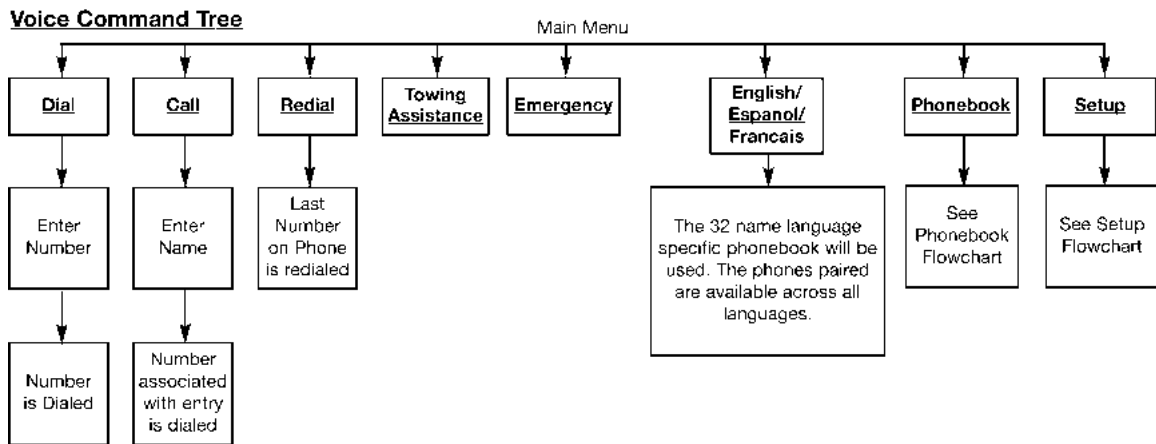 Voice Command Tree
Main Menu
Dial
Call
Redial
Towing
Assistance
Emergency
English/
Espanol/
Francais
Phonebook
Setup
Enter
Number
Enter
Name
Last
Number
on Phone
is redialed
The 32 name language
specific phonebook will be
used. The phones paired
are available across all
languages.
See
Phonebook
Flowchart
See Setup
Flowchart
Number
is Dialed
Number
associated
with entry
is dialed